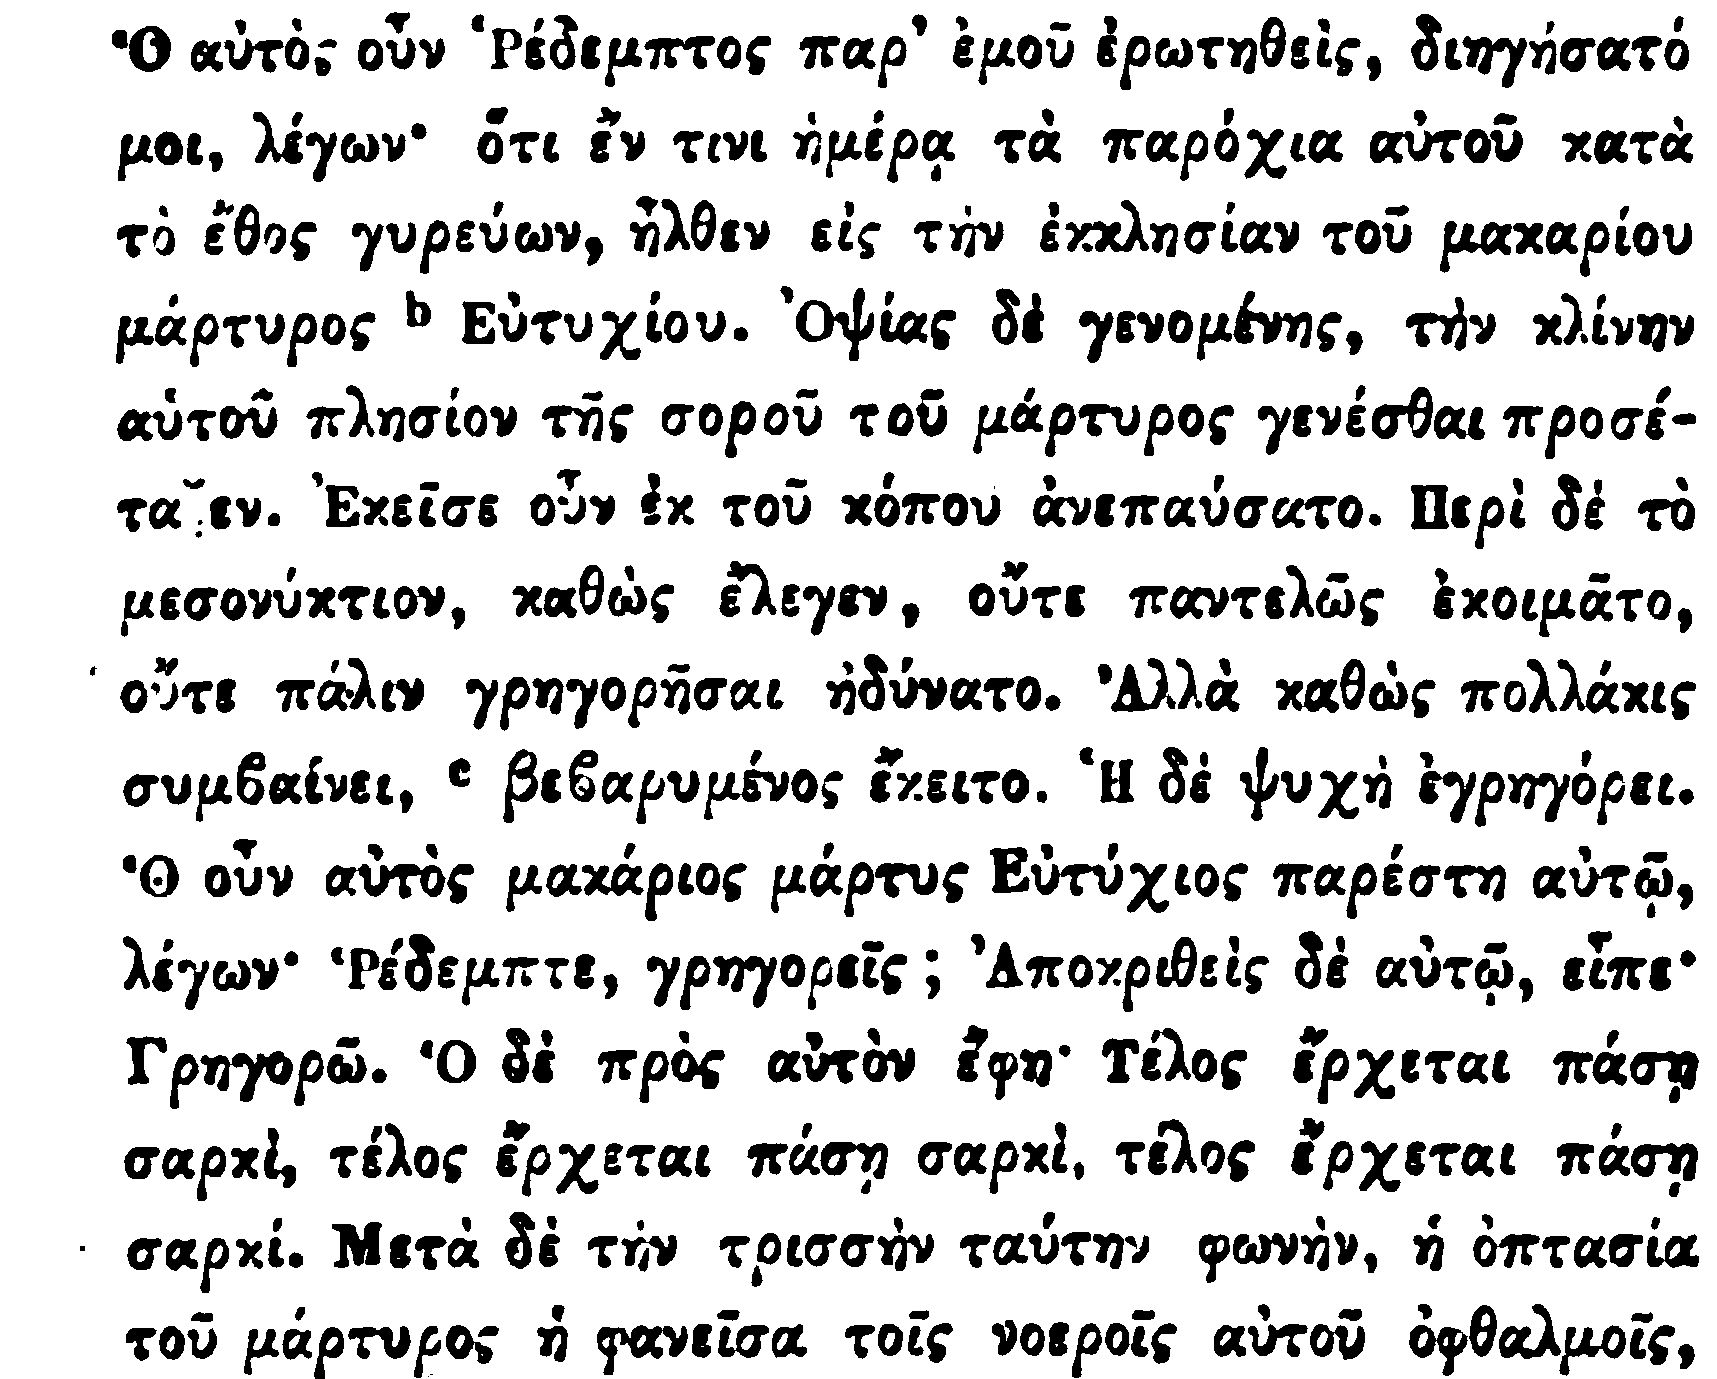 Ὁ αὐτὸς οὖν Ῥέδεμπτος παρ’ ἐμοῦ ἐρωτηθεὶς, διηγήσατό
μοι, λέγων· ὅτι ἔν τινι ἡμέρᾳ τὰ παρόχια αὐτοῦ κατὰ
τὸ ἔθος γυρεύων, ἦλθεν εἰς τὴν ἐκκλησίαν τοῦ μακαρίου
μάρτυρος b Εὐτυχίου. Ὀψίας δὲ γενομένης, τὴν κλίνην
αὑτοῦ πλησίον τῆς σοροῦ τοῦ μάρτυρος γενέσθαι προσέ-
ταξεν. Ἐκεῖσε οὖν ἐκ τοῦ κόπου ἀνεπαύσατο. Περὶ δὲ τὸ
μεσονύκτιον, καθὼς ἔλεγεν, οὔτε παντελῶς ἐκοιμᾶτο,
οὔτε πάλιν γρηγορῆσαι ἠδύνατο. Ἀλλὰ καθὼς πολλάκις
συμβαίνει, c βεβαρυμένος ἔκειτο. Ἡ δὲ ψυχὴ ἐγρηγόρει.
Ὁ οὖν αὐτὸς μακάριος μάρτυς Εὐτύχιος παρέστη αὐτῷ,
λέγων· Ῥέδεμπτε, γρηγορεῖς; Ἀποκριθεὶς δὲ αὐτῷ, εἶπε·
Γρηγορῶ. Ὁ δὲ πρὸς αὐτὸν ἔφη· Τέλος ἔρχεται πάσῃ
σαρκὶ, τέλος ἔρχεται πάσῃ σαρκὶ, τέλος ἔρχεται πάσῃ
σαρκί. Μετὰ δὲ τὴν τρισσὴν ταύτην φωνὴν, ἡ ὀπτασία
τοῦ μάρτυρος ἡ φανεῖσα τοῖς νοεροῖς αὐτοῦ ὀφθαλμοῖς,